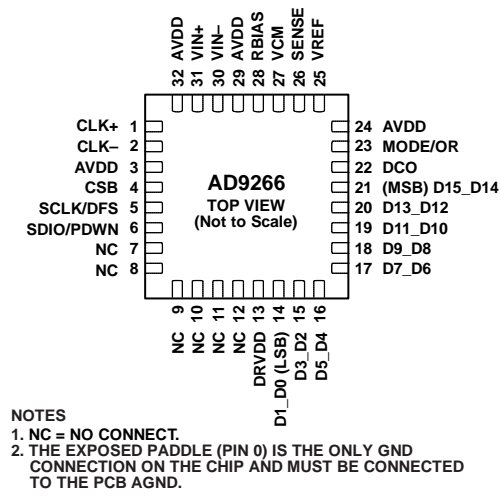 32 AVDD
31 VIN+
30 VIN–
29 AVDD
28 RBIAS
27 VCM
26 SENSE
25 VREF
CLK+ 1
CLK– 2
AVDD 3
CSB 4
SCLK/DFS 5
SDIO/PDWN 6
NC 7
NC 8
AD9266
TOP VIEW
(Not to Scale)
24 AVDD
23 MODE/OR
22 DCO
21 (MSB) D15_D14
20 D13_D12
19 D11_D10
18 D9_D8
17 D7_D6
NC 9
NC 10
NC 11
NC 12
DRVDD 13
D1_D0 (LSB) 14
D3_D2 15
D5_D4 16
NOTES
1. NC = NO CONNECT.
2. THE EXPOSED PADDLE (PIN 0) IS THE ONLY GND
CONNECTION ON THE CHIP AND MUST BE CONNECTED
TO THE PCB AGND.